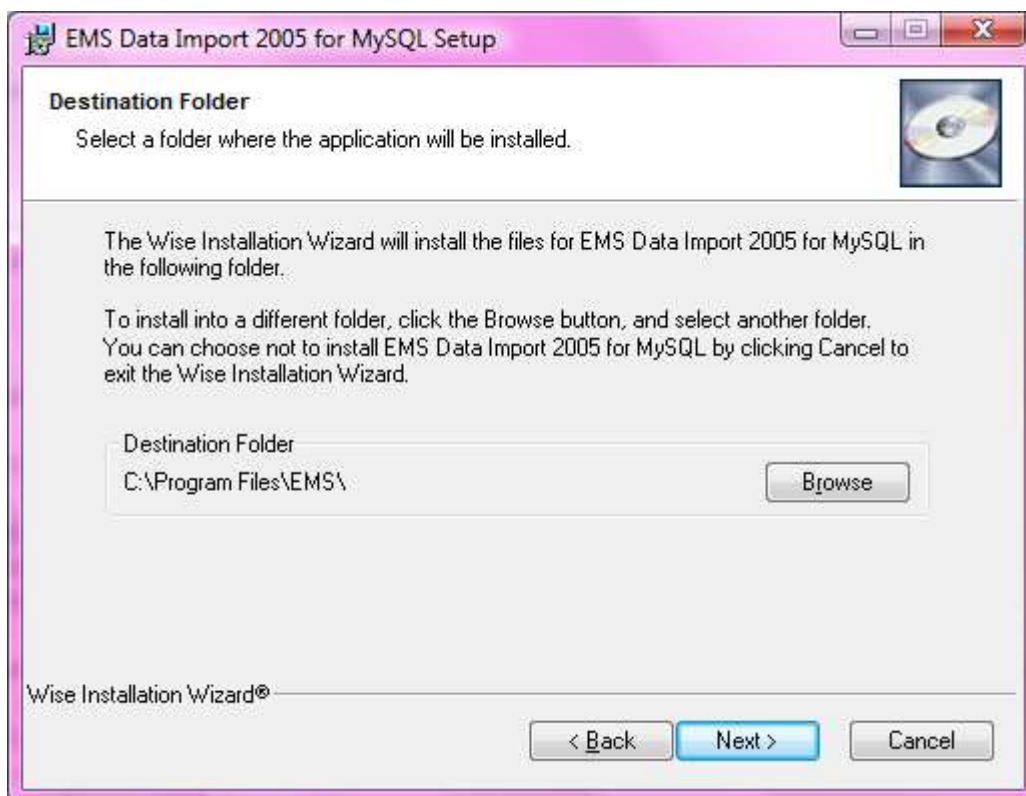 EMS Data Import 2005 for MySQL Setup
Destination Folder
Select a folder where the application will be installed.
The Wise Installation Wizard will install the files for EMS Data Import 2005 for MySQL in
the following folder.
To install into a different folder, click the Browse button, and select another folder.
You can choose not to install EMS Data Import 2005 for MySQL by clicking Cancel to
exit the Wise Installation Wizard.
Destination Folder
C:\Program Files\EMS\
Browse
Wise Installation Wizard®
< Back
Next >
Cancel